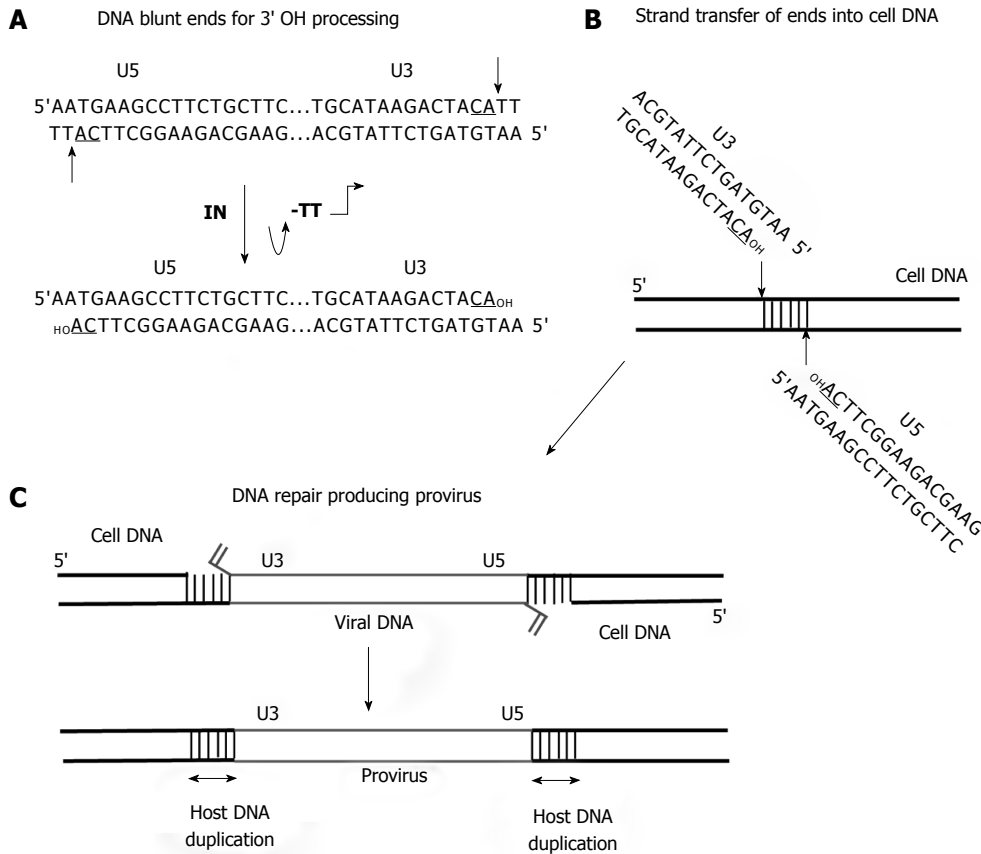 A
DNA blunt ends for 3' OH processing
U5 U3
5'AATGAAGCCTTCTGCTTC...TGCATAAGACTACATT
TTACTTCGGAAGACGAAG...ACGTATTCTGATGTAA 5'
IN -TT
U5 U3
5'AATGAAGCCTTCTGCTTC...TGCATAAGACTACAOH
HOACTTCGGAAGACGAAG...ACGTATTCTGATGTAA 5'
B
Strand transfer of ends into cell DNA
U3
ACGTATTCTGATGTAA 5'
TGCATAAGACTACAOH
5'
Cell DNA
OHACTTCGGAAGACGAAG
5'AATGAAGCCTTCTGCTTC
U5
C
DNA repair producing provirus
Cell DNA
5' U3 U5
Viral DNA
Cell DNA
5'
U3 U5
Provirus
Host DNA
duplication
Host DNA
duplication